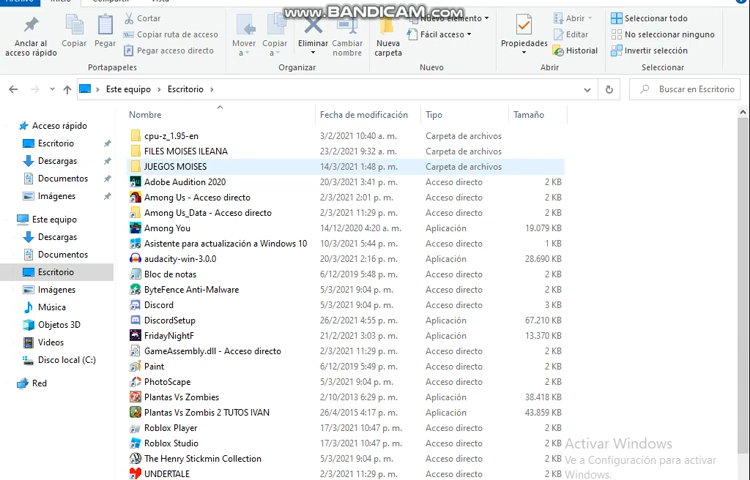 www.BANDICAM.com
Archivo Inicio Compartir Vista
Anclar al acceso rápido
Copiar
Pegar
Cortar
Copiar ruta de acceso
Pegar acceso directo
Portapapeles
Mover a
Copiar a
Eliminar
Cambiar nombre
Organizar
Nueva carpeta
Nuevo elemento
Fácil acceso
Nuevo
Propiedades
Abrir
Editar
Historial
Abrir
Seleccionar todo
No seleccionar ninguno
Invertir selección
Seleccionar
Este equipo > Escritorio >
Buscar en Escritorio
Acceso rápido
Escritorio
Descargas
Documentos
Imágenes
Este equipo
Descargas
Documentos
Escritorio
Imágenes
Música
Objetos 3D
Videos
Disco local (C:)
Red
Nombre Fecha de modificación Tipo Tamaño
cpu-z_1.95-en 3/2/2021 10:40 a. m. Carpeta de archivos
FILES MOISES ILEANA 23/2/2021 9:32 a. m. Carpeta de archivos
JUEGOS MOISES 14/3/2021 1:48 p. m. Carpeta de archivos
Adobe Audition 2020 20/3/2021 3:41 p. m. Acceso directo 2 KB
Among Us - Acceso directo 2/3/2021 2:01 p. m. Acceso directo 2 KB
Among Us_Data - Acceso directo 2/3/2021 11:29 p. m. Acceso directo 2 KB
Among You 14/12/2020 4:20 a. m. Aplicación 19.079 KB
Asistente para actualización a Windows 10 10/3/2021 5:44 p. m. Acceso directo 1 KB
audacity-win-3.0.0 20/3/2021 2:16 p. m. Aplicación 28.690 KB
Bloc de notas 6/12/2019 5:48 p. m. Acceso directo 2 KB
ByteFence Anti-Malware 5/3/2021 9:04 p. m. Acceso directo 2 KB
Discord 5/3/2021 9:04 p. m. Acceso directo 3 KB
DiscordSetup 26/2/2021 4:55 p. m. Aplicación 67.210 KB
FridayNightF 21/2/2021 3:03 p. m. Aplicación 13.370 KB
GameAssembly.dll - Acceso directo 2/3/2021 11:29 p. m. Acceso directo 2 KB
Paint 6/12/2019 5:49 p. m. Acceso directo 2 KB
PhotoScape 5/3/2021 9:04 p. m. Acceso directo 2 KB
Plantas Vs Zombies 2/10/2013 6:29 p. m. Aplicación 38.418 KB
Plantas Vs Zombis 2 TUTOS IVAN 26/4/2015 4:17 p. m. Aplicación 43.859 KB
Roblox Player 17/3/2021 10:47 p. m. Acceso directo 2 KB
Roblox Studio 17/3/2021 10:47 p. m. Acceso directo 2 KB
The Henry Stickmin Collection 5/3/2021 9:04 p. m. Acceso directo 2 KB
UNDERTALE 2/3/2021 11:29 p. m. Acceso directo 2 KB
Activar Windows
Ve a Configuración para activar
Windows.